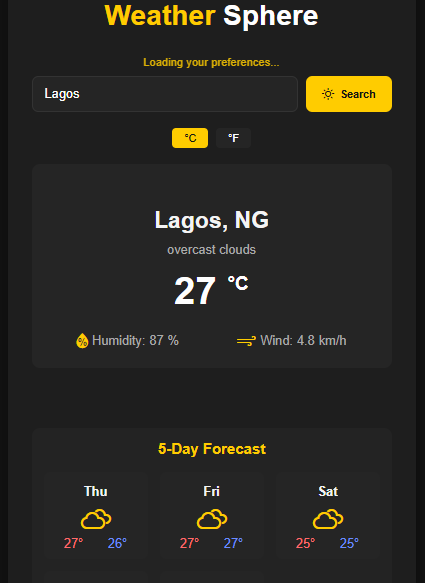 Weather Sphere
Loading your preferences...
Lagos
Search
°C °F
Lagos, NG
overcast clouds
27 °C
Humidity: 87 % Wind: 4.8 km/h
5-Day Forecast
Thu Fri Sat
27° 26° 27° 27° 25° 25°